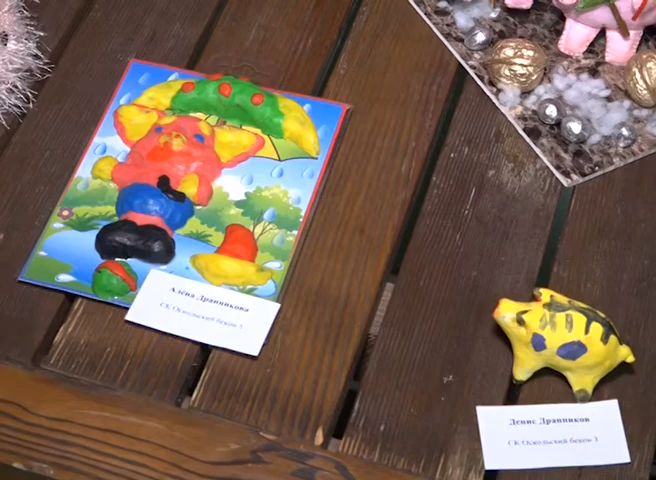 Алёна Дранникова
СК Оскольский бекон 3
Денис Дранников
СК Оскольский бекон 3